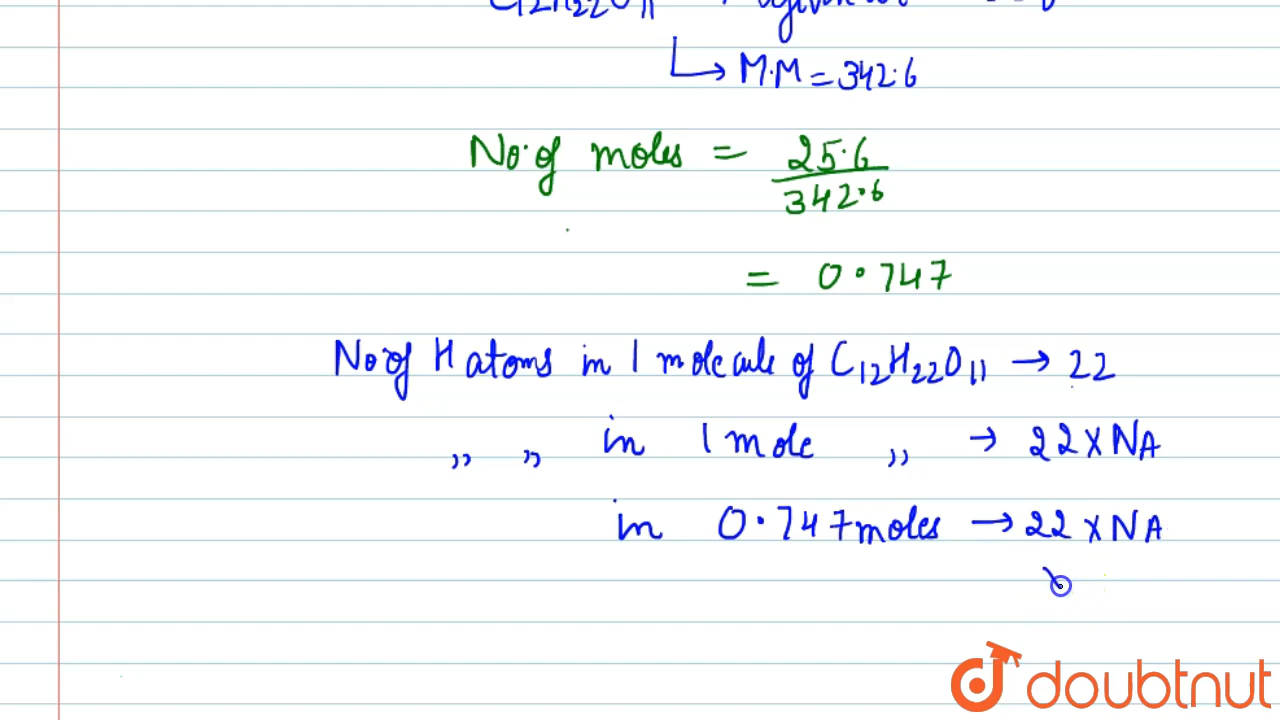 C12H22O11
→ M.M = 342.6
No. of moles = 25.6
342.6
= 0.747
No. of H atoms in 1 molecule of C12H22O11 → 22
,, ,, in 1 mole ,, → 22 x NA
in 0.747 moles → 22 x NA
x
doubtnut